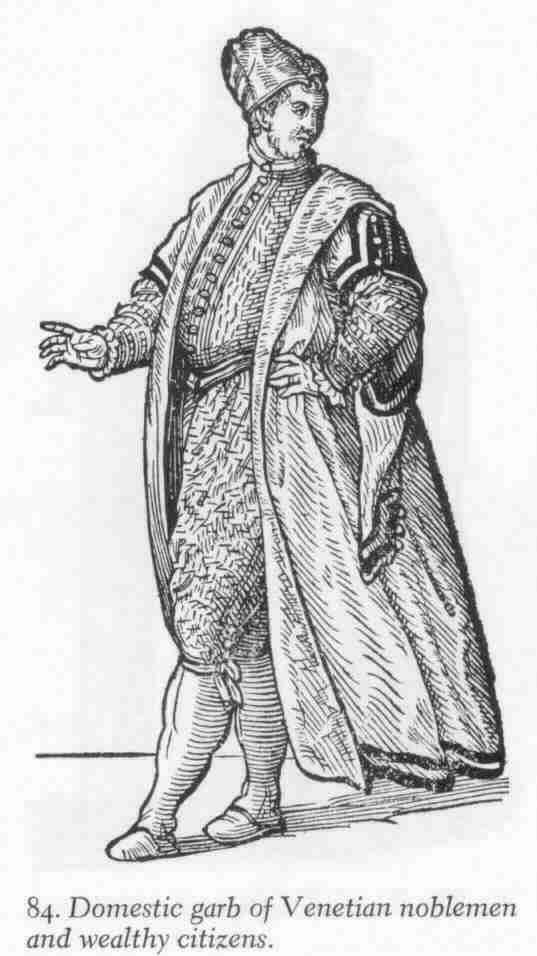 84. Domestic garb of Venetian noblemen
and wealthy citizens.